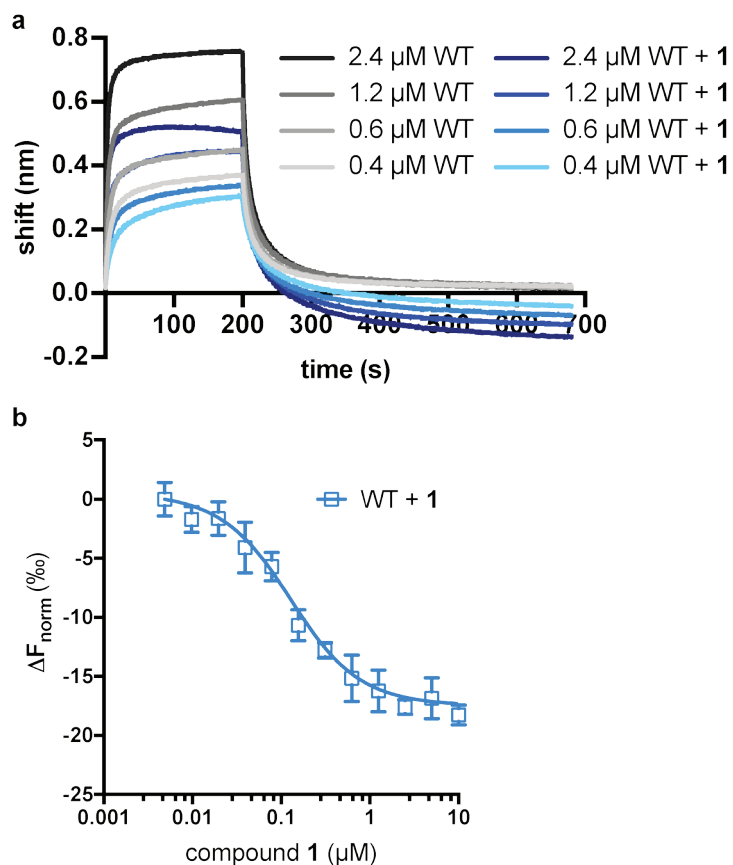 a
0.8
0.6
0.4
0.2
0.0
-0.2
shift (nm)
2.4 µM WT
2.4 µM WT + 1
1.2 µM WT
1.2 µM WT + 1
0.6 µM WT
0.6 µM WT + 1
0.4 µM WT
0.4 µM WT + 1
100 200 300 400 500 600 700
time (s)
b
5
0
-5
-10
-15
-20
-25
ΔFnorm (‰)
WT + 1
0.001 0.01 0.1 1 10
compound 1 (µM)